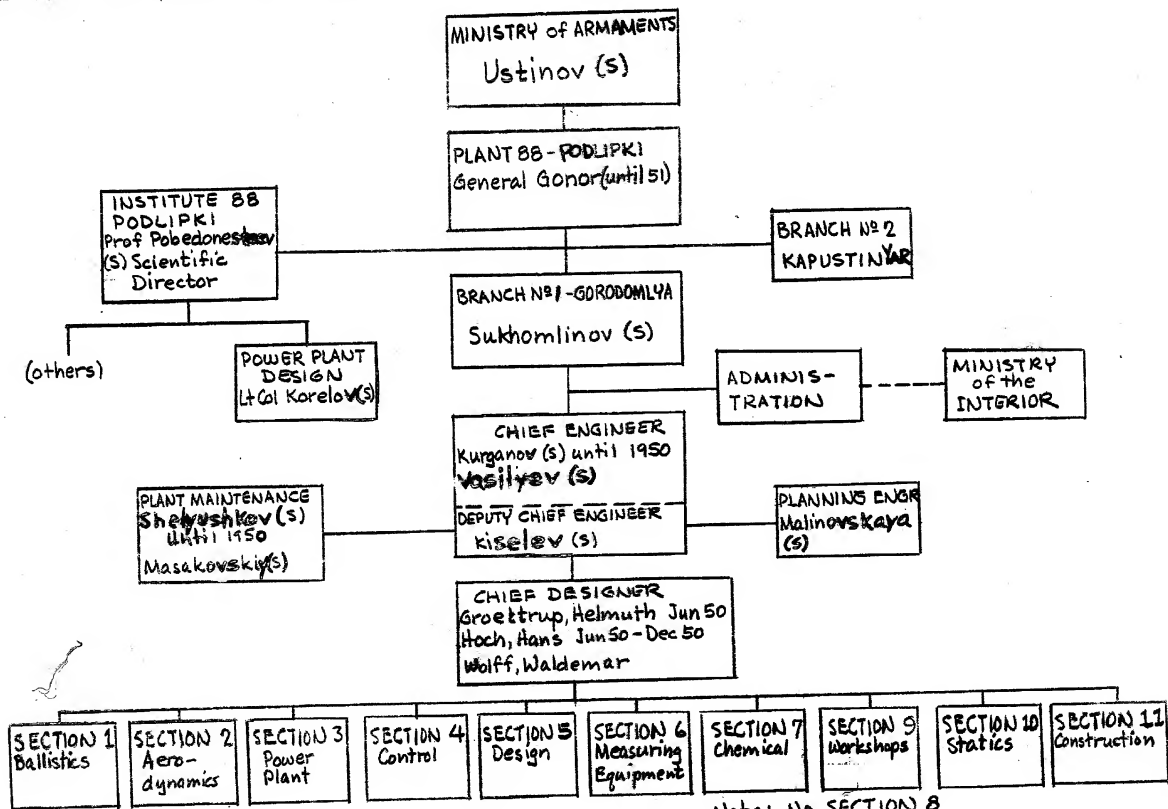 MINISTRY of ARMAMENTS
Ustinov (S)
PLANT 88 - PODLIPKI
General Gonor (until 51)
INSTITUTE 88
PODLIPKI
Prof
(S) Scientific
Director
BRANCH Nº 2
KAPUSTIN YAR
BRANCH Nº 1 - GORODOMLYA
Sukhomlinov (S)
(others)
POWER PLANT
DESIGN
Lt Col Korelov (S)
ADMINIS-
TRATION
MINISTRY
of the
INTERIOR
CHIEF ENGINEER
Kurganov (S) until 1950
Vasilyev (S)
DEPUTY CHIEF ENGINEER
Kiselev (S)
PLANT MAINTENANCE
Shelyushkov (S)
until 1950
Masakovskiy (S)
PLANNING ENGR
Malinovskaya
(S)
CHIEF DESIGNER
Groettrup, Helmuth Jun 50
Hoch, Hans Jun 50 - Dec 50
Wolff, Waldemar
SECTION 1
Ballistics
SECTION 2
Aero-
dynamics
SECTION 3
Power
Plant
SECTION 4
Control
SECTION 5
Design
SECTION 6
Measuring
Equipment
SECTION 7
Chemical
SECTION 9
Workshops
SECTION 10
Statics
SECTION 11
Construction
Note: No SECTION 8